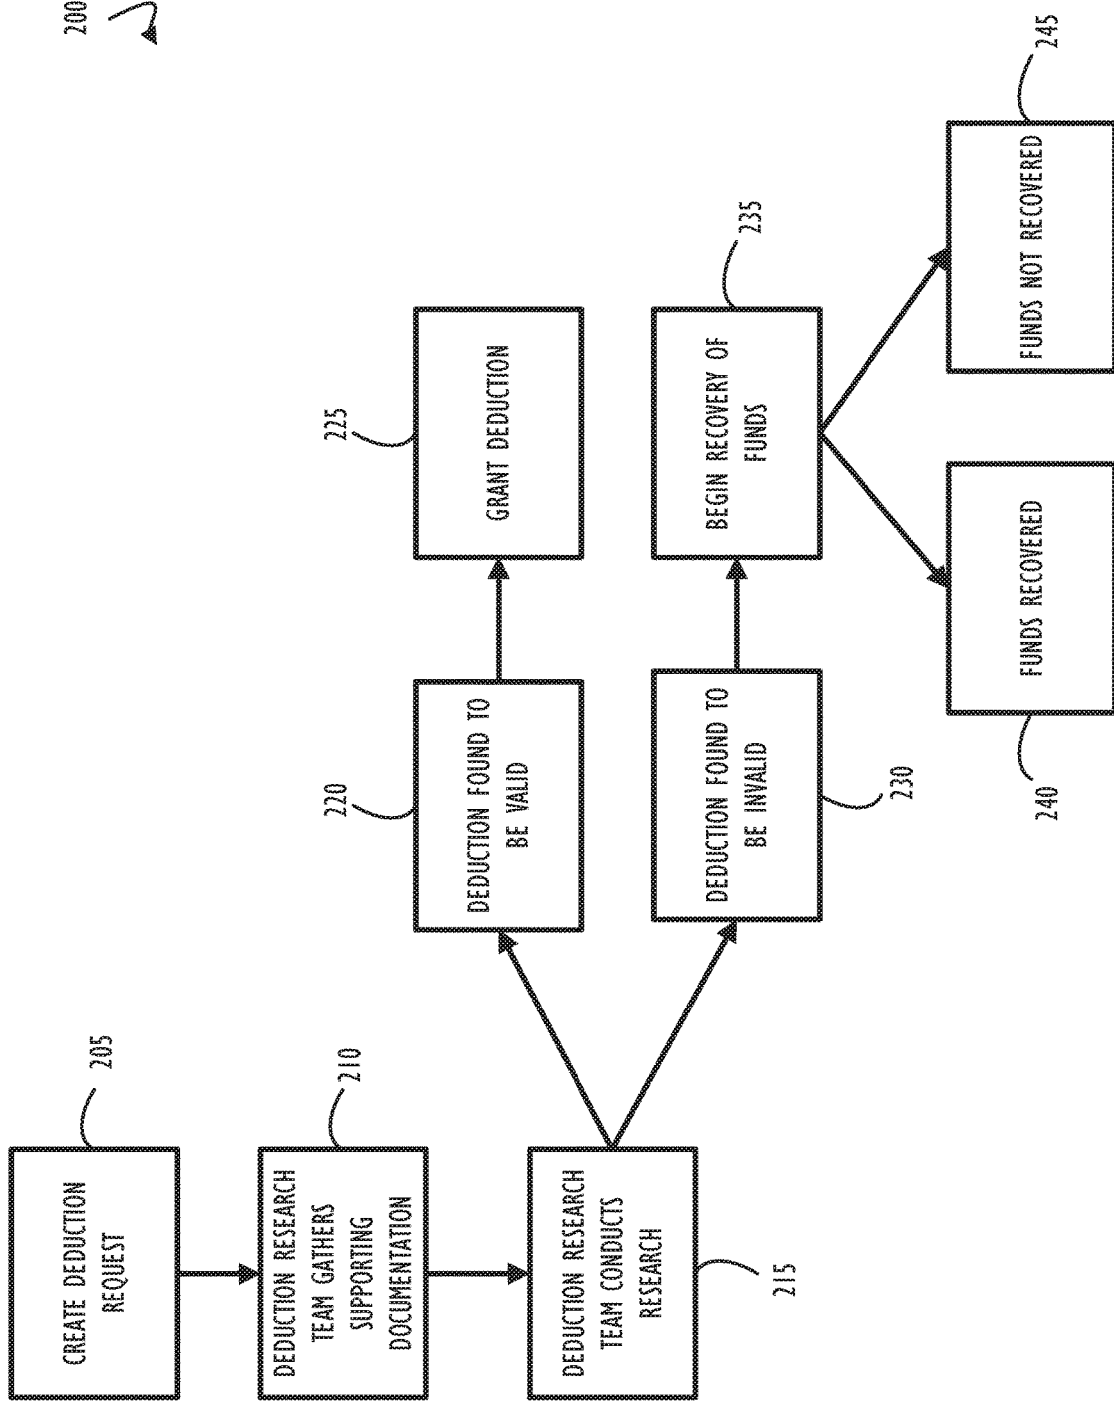 200
CREATE DEDUCTION
REQUEST
205
DEDUCTION RESEARCH
TEAM GATHERS
SUPPORTING
DOCUMENTATION
210
DEDUCTION RESEARCH
TEAM CONDUCTS
RESEARCH
215
DEDUCTION FOUND TO
BE VALID
220
GRANT DEDUCTION
225
DEDUCTION FOUND TO
BE INVALID
230
BEGIN RECOVERY OF
FUNDS
235
FUNDS RECOVERED
240
FUNDS NOT RECOVERED
245